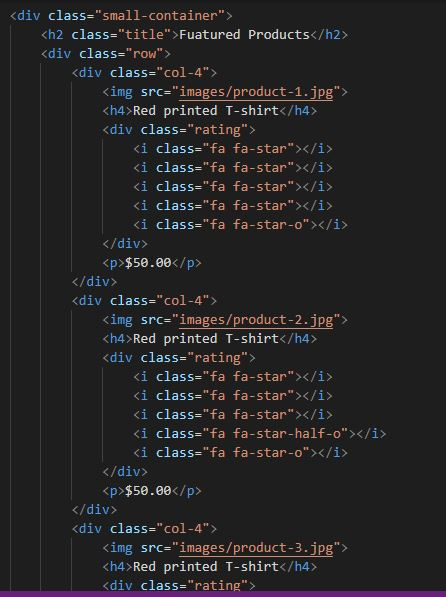 <div class="small-container">
<h2 class="title">Fuatured Products</h2>
<div class="row">
<div class="col-4">
<img src="images/product-1.jpg">
<h4>Red printed T-shirt</h4>
<div class="rating">
<i class="fa fa-star"></i>
<i class="fa fa-star"></i>
<i class="fa fa-star"></i>
<i class="fa fa-star"></i>
<i class="fa fa-star-o"></i>
</div>
<p>$50.00</p>
</div>
<div class="col-4">
<img src="images/product-2.jpg">
<h4>Red printed T-shirt</h4>
<div class="rating">
<i class="fa fa-star"></i>
<i class="fa fa-star"></i>
<i class="fa fa-star"></i>
<i class="fa fa-star-half-o"></i>
<i class="fa fa-star-o"></i>
</div>
<p>$50.00</p>
</div>
<div class="col-4">
<img src="images/product-3.jpg">
<h4>Red printed T-shirt</h4>
<div class="rating">